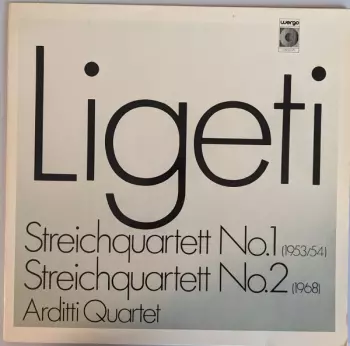 wergo
Ligeti
Streichquartett No.1 (1953/54)
Streichquartett No.2 (1968)
Arditti Quartet